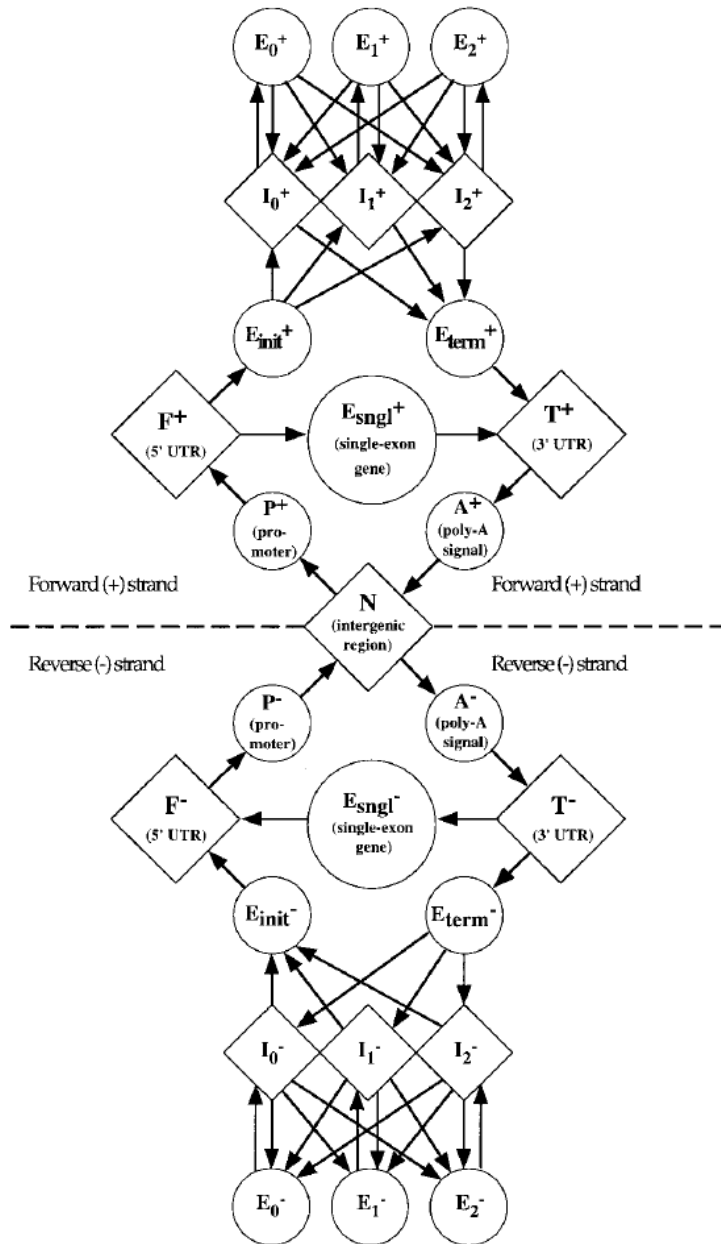 E₀⁺ E₁⁺ E₂⁺
I₀⁺ I₁⁺ I₂⁺
Einit⁺ Eterm⁺
F⁺
(5' UTR)
Esngl⁺
(single-exon
gene)
T⁺
(3' UTR)
P⁺
(pro-
moter)
A⁺
(poly-A
signal)
Forward (+) strand
Forward (+) strand
N
(intergenic
region)
Reverse (-) strand
Reverse (-) strand
P⁻
(pro-
moter)
A⁻
(poly-A
signal)
F⁻
(5' UTR)
Esngl⁻
(single-exon
gene)
T⁻
(3' UTR)
Einit⁻ Eterm⁻
I₀⁻ I₁⁻ I₂⁻
E₀⁻ E₁⁻ E₂⁻